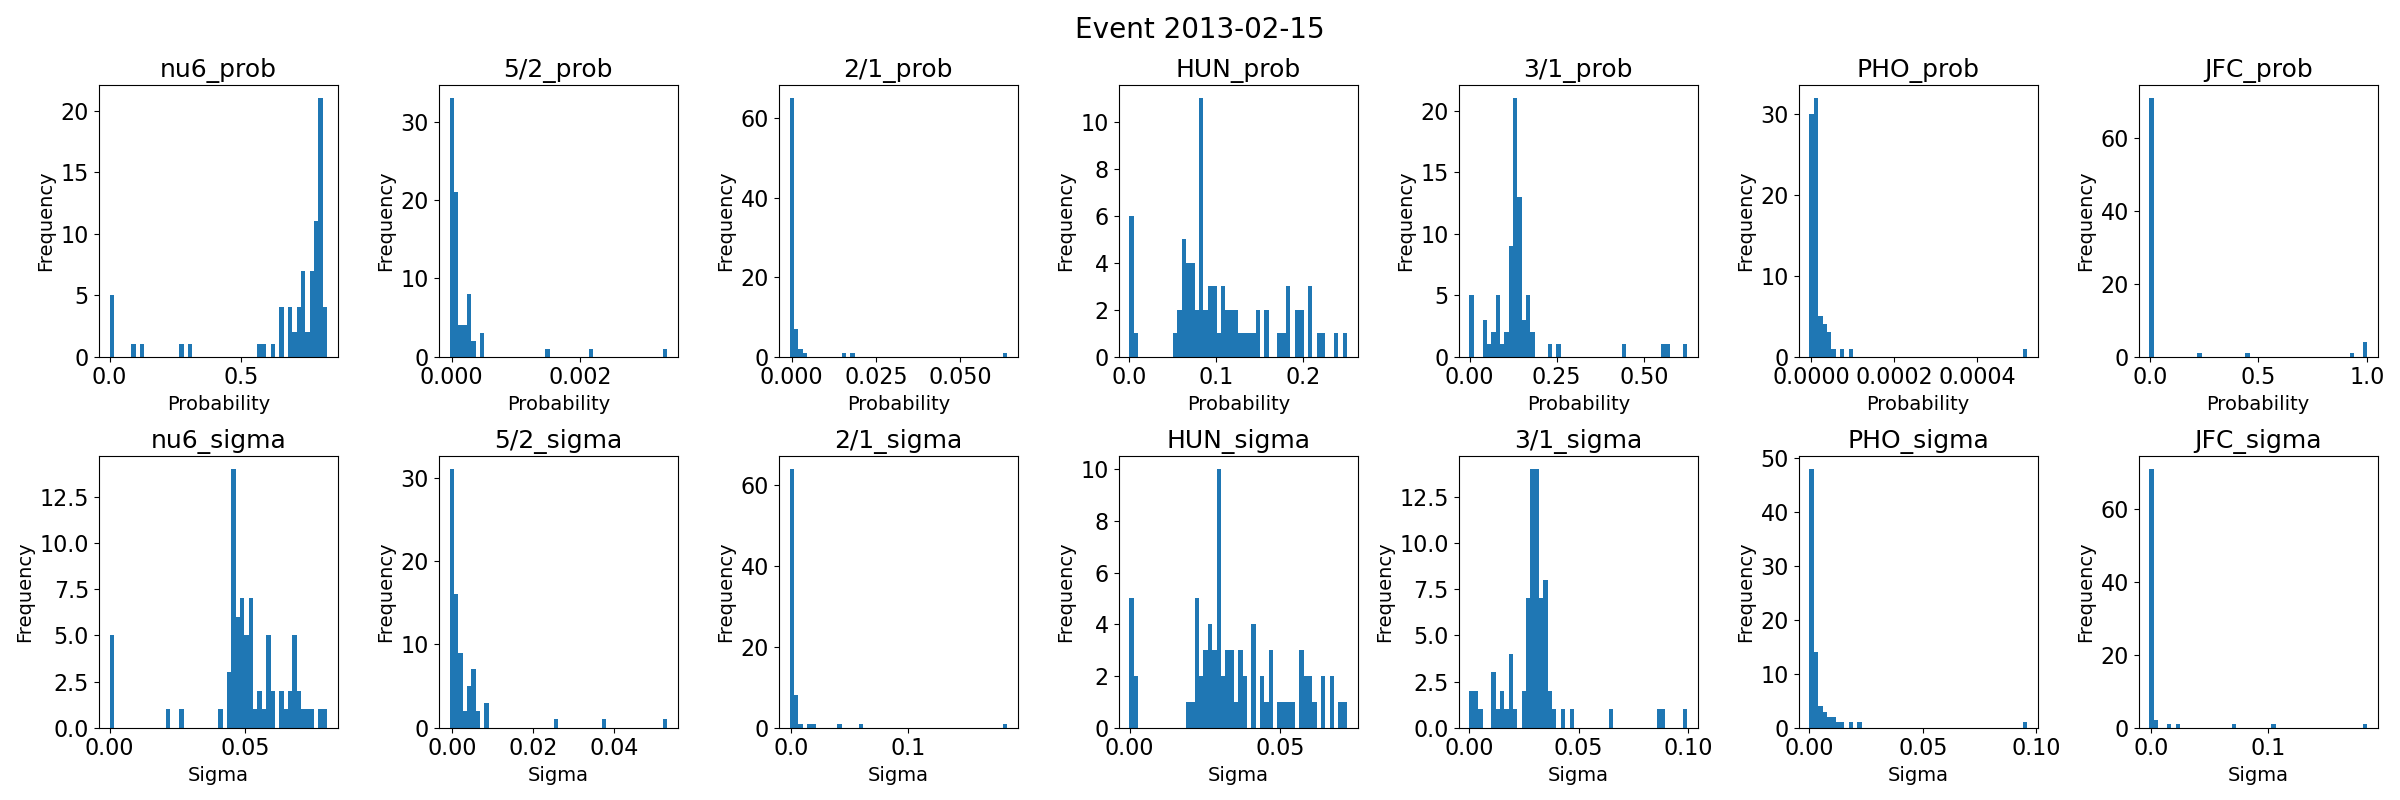 Event 2013-02-15
nu6_prob 5/2_prob 2/1_prob HUN_prob 3/1_prob PHO_prob JFC_prob
Frequency
20
15
10
5
0
0.0 0.5
Probability
Frequency
30
20
10
0
0.000 0.002
Probability
Frequency
60
40
20
0
0.000 0.025 0.050
Probability
Frequency
10
8
6
4
2
0
0.0 0.1 0.2
Probability
Frequency
20
15
10
5
0
0.00 0.25 0.50
Probability
Frequency
30
20
10
0
0.0000 0.0002 0.0004
Probability
Frequency
60
40
20
0
0.0 0.5 1.0
Probability
nu6_sigma 5/2_sigma 2/1_sigma HUN_sigma 3/1_sigma PHO_sigma JFC_sigma
Frequency
12.5
10.0
7.5
5.0
2.5
0.0
0.00 0.05
Sigma
Frequency
30
20
10
0
0.00 0.02 0.04
Sigma
Frequency
60
40
20
0
0.0 0.1
Sigma
Frequency
10
8
6
4
2
0
0.00 0.05
Sigma
Frequency
12.5
10.0
7.5
5.0
2.5
0.0
0.00 0.05 0.10
Sigma
Frequency
50
40
30
20
10
0
0.00 0.05 0.10
Sigma
Frequency
60
40
20
0
0.0 0.1
Sigma